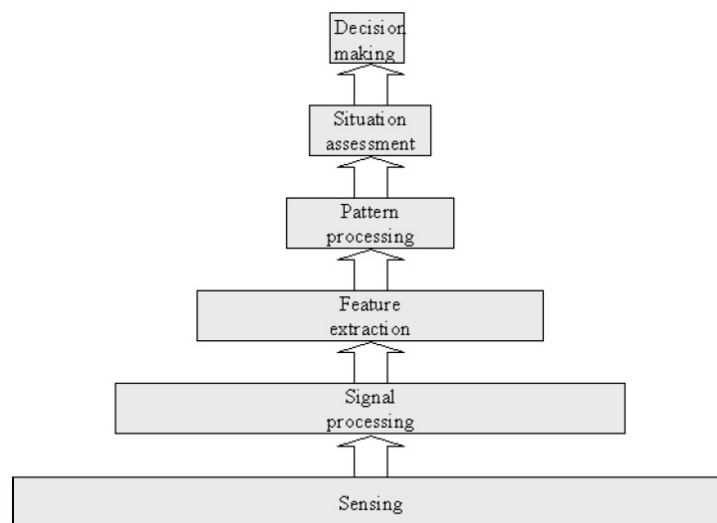 Decision
making
Situation
assessment
Pattern
processing
Feature
extraction
Signal
processing
Sensing